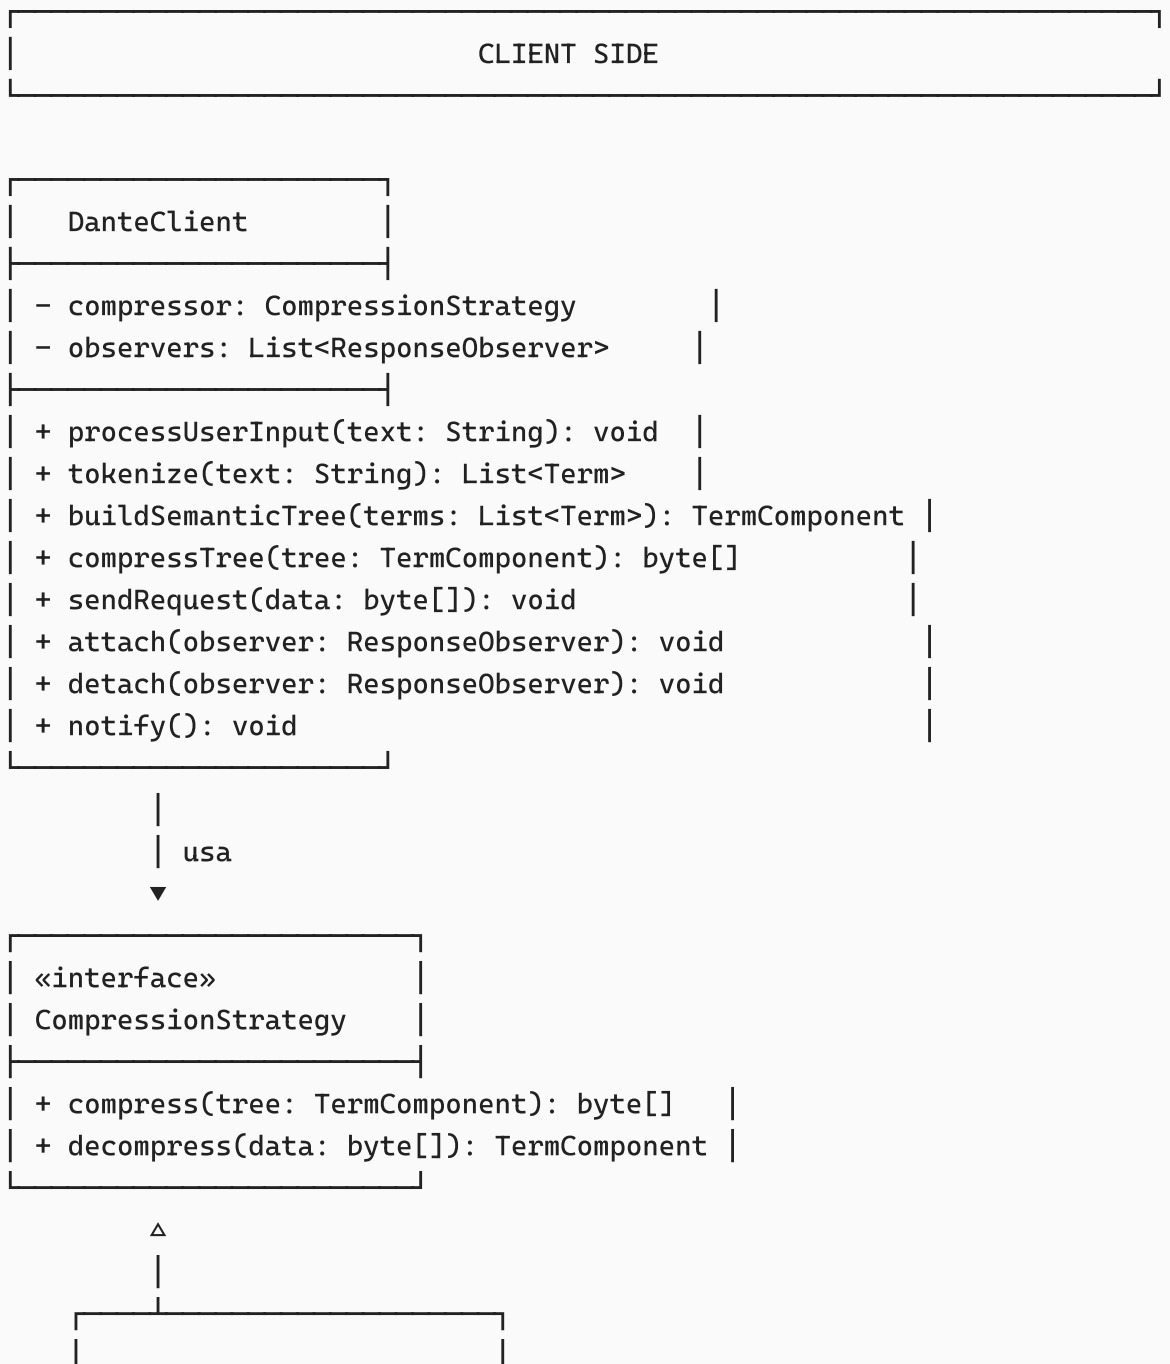 CLIENT SIDE
DanteClient
− compressor: CompressionStrategy
− observers: List<ResponseObserver>
+ processUserInput(text: String): void
+ tokenize(text: String): List<Term>
+ buildSemanticTree(terms: List<Term>): TermComponent
+ compressTree(tree: TermComponent): byte[]
+ sendRequest(data: byte[]): void
+ attach(observer: ResponseObserver): void
+ detach(observer: ResponseObserver): void
+ notify(): void
usa
«interface»
CompressionStrategy
+ compress(tree: TermComponent): byte[]
+ decompress(data: byte[]): TermComponent